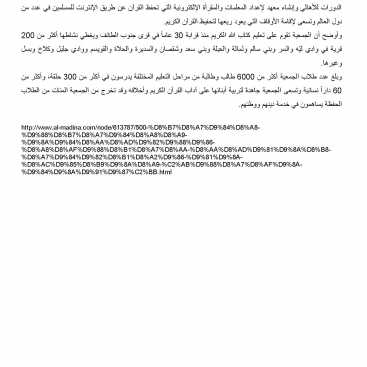 الدورات للأهالي وإنشاء معهد لإعداد المعلمات والمقرأة الإلكترونية التي تحفظ القرآن عن طريق الإنترنت للمسلمين في عدد من
دول العالم وتسعى لإقامة الأوقاف التي يعود ريعها لتحفيظ القرآن الكريم.
وأوضح أن الجمعية تقوم على تعليم كتاب الله الكريم منذ قرابة 30 عاماً في قرى جنوب الطائف ويغطي نشاطها أكثر من 200
قرية في وادي ليّه والسر وبني سالم وثمالة والجبلة وبني سعد وشقصان والسديرة والحلاة والقويسم ووادي جليل وكلاخ وبسل
وغيرها.
وبلغ عدد طلاب الجمعية أكثر من 6000 طالب وطالبة من مراحل التعليم المختلفة يدرسون في أكثر من 300 حلقة، وأكثر من
60 داراً نسائية وتسعى الجمعية جاهدة لتربية أبنائها على آداب القرآن الكريم وأخلاقه وقد تخرج من الجمعية المئات من الطلاب
الحفظة يساهمون في خدمة دينهم ووطنهم.
http://www.al-madina.com/node/613787/500-%D8%B7%D8%A7%D9%84%D8%A8-
%D9%88%D8%B7%D8%A7%D9%84%D8%A8%D8%A9-
%D9%8A%D9%84%D8%AA%D8%AD%D9%82%D9%88%D9%86-
%D8%A8%D8%AF%D9%88%D8%B1%D8%A7%D8%AA-%D8%AA%D8%AD%D9%81%D9%8A%D8%B8-
%D8%A7%D9%84%D9%82%D8%B1%D8%A2%D9%86-%D9%81%D9%8A-
%D8%AC%D9%85%D8%B9%D9%8A%D8%A9-%C2%AB%D9%88%D8%A7%D8%AF%D9%8A-
%D9%84%D9%8A%D9%91%D9%87%C2%BB.html